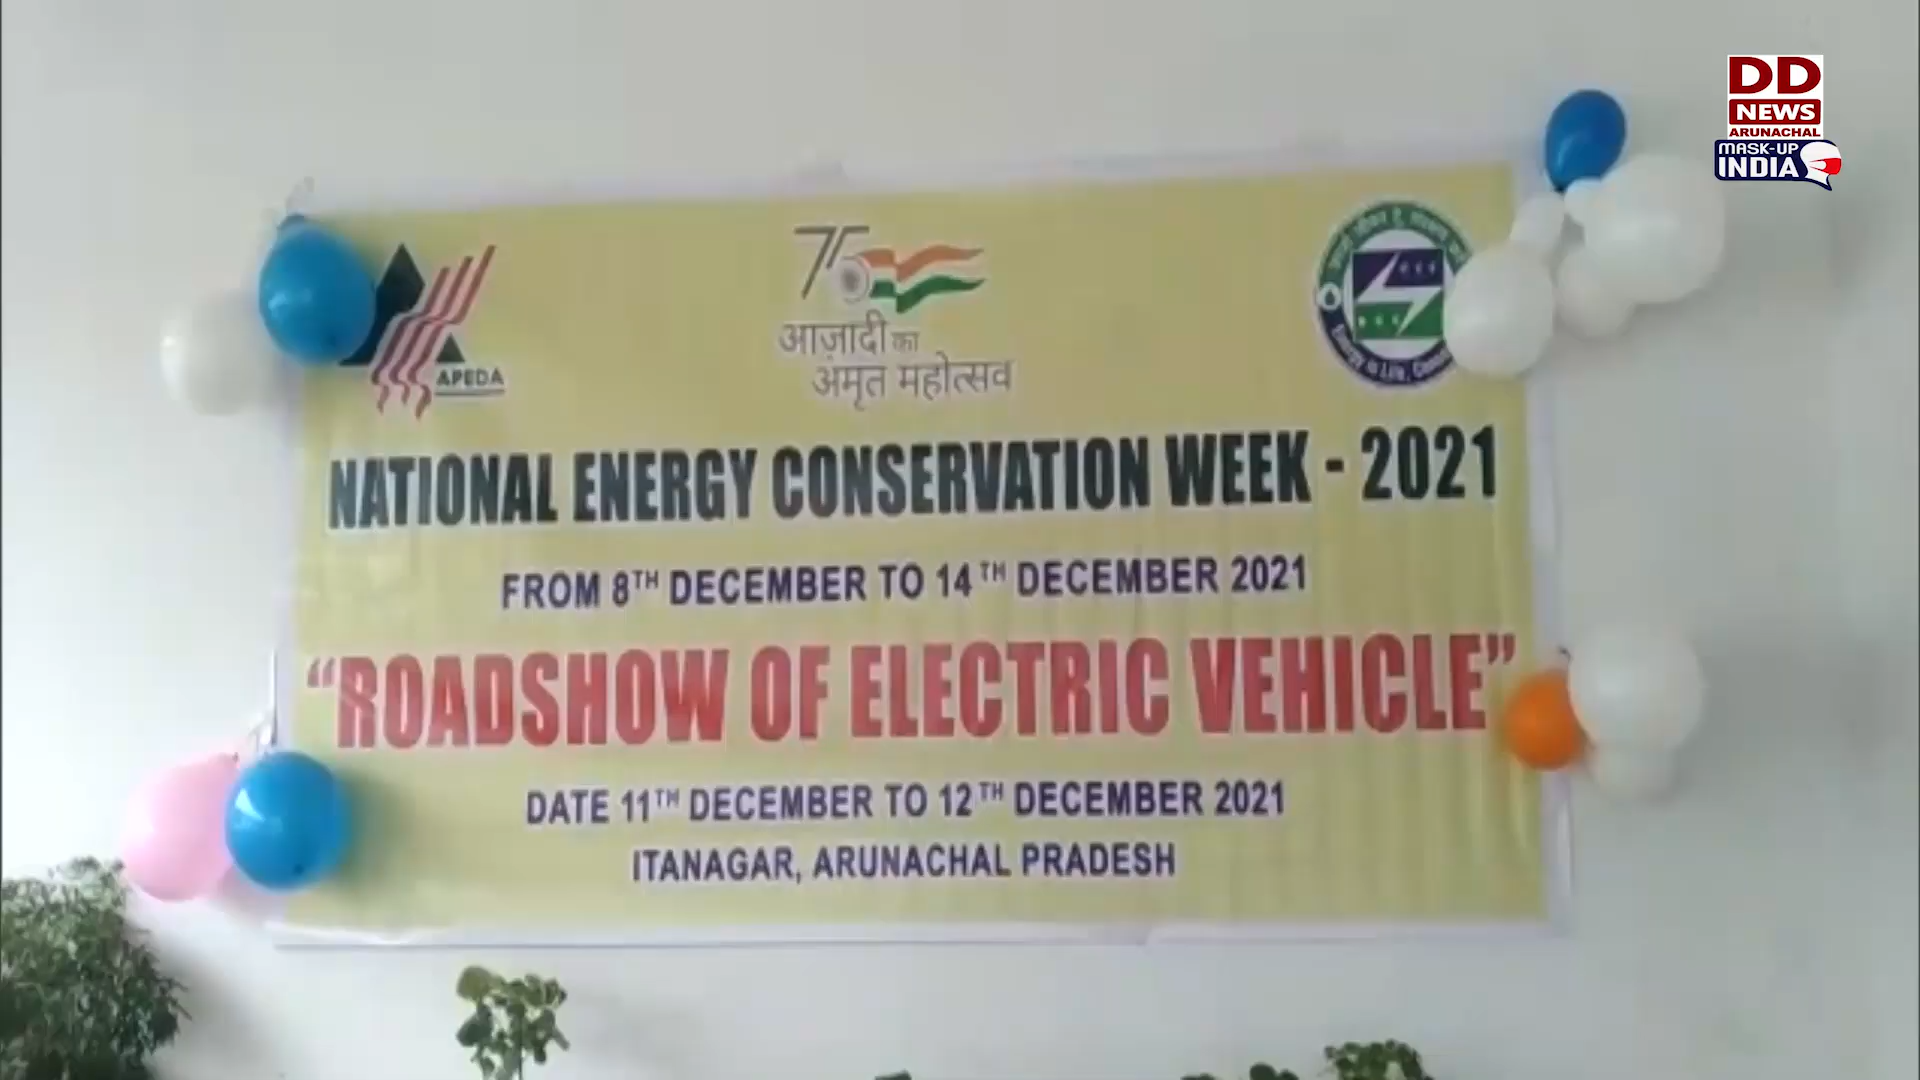 DD
NEWS
ARUNACHAL
MASK-UP
INDIA
APEDA
75
आज़ादी का
अमृत महोत्सव
NATIONAL ENERGY CONSERVATION WEEK - 2021
FROM 8TH DECEMBER TO 14TH DECEMBER 2021
“ROADSHOW OF ELECTRIC VEHICLE”
DATE 11TH DECEMBER TO 12TH DECEMBER 2021
ITANAGAR, ARUNACHAL PRADESH